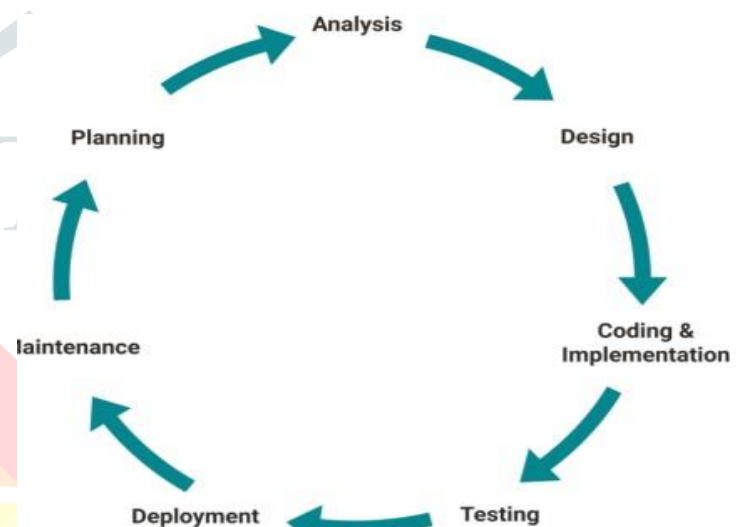 Analysis
Planning
Design
Coding &
Implementation
laintenance
Deployment
Testing